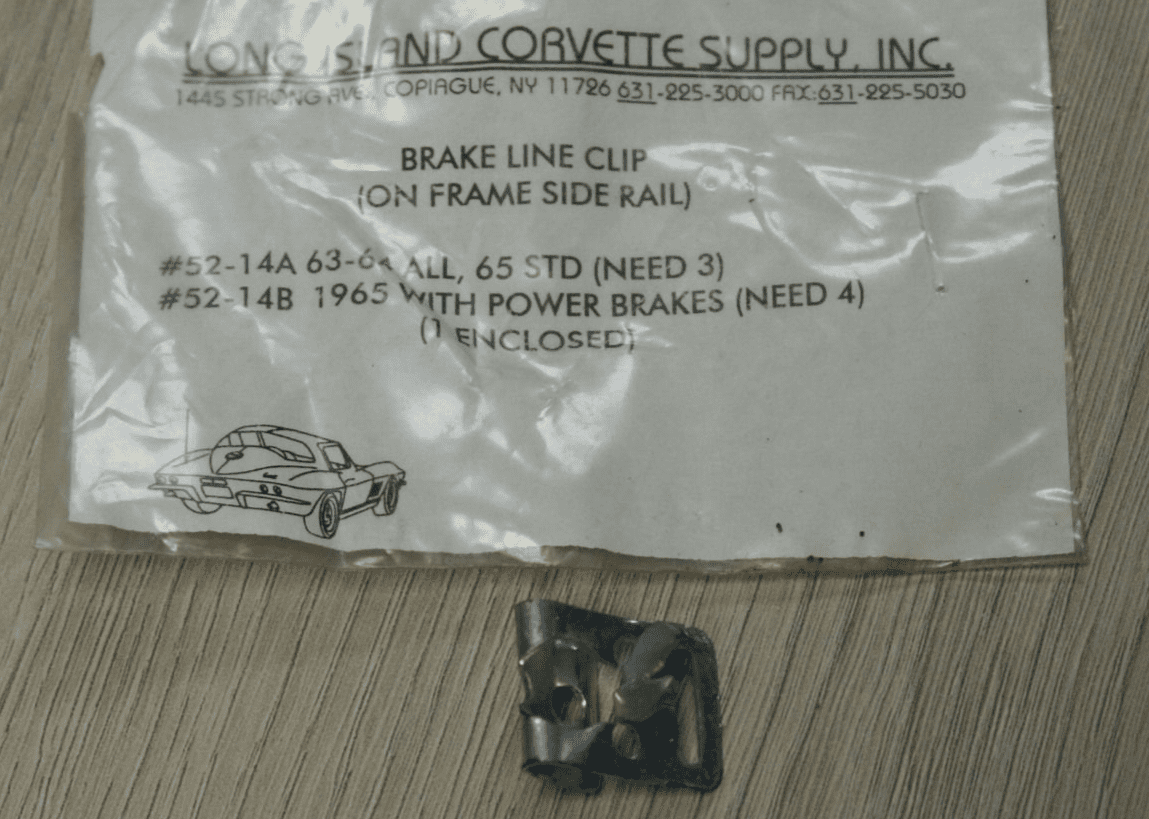 LONG ISLAND CORVETTE SUPPLY, INC.
1445 STRONG AVE., COPIAGUE, NY 11726 631-225-3000 FAX:631-225-5030
BRAKE LINE CLIP
(ON FRAME SIDE RAIL)
#52-14A 63-64 ALL, 65 STD (NEED 3)
#52-14B 1965 WITH POWER BRAKES (NEED 4)
(1 ENCLOSED)